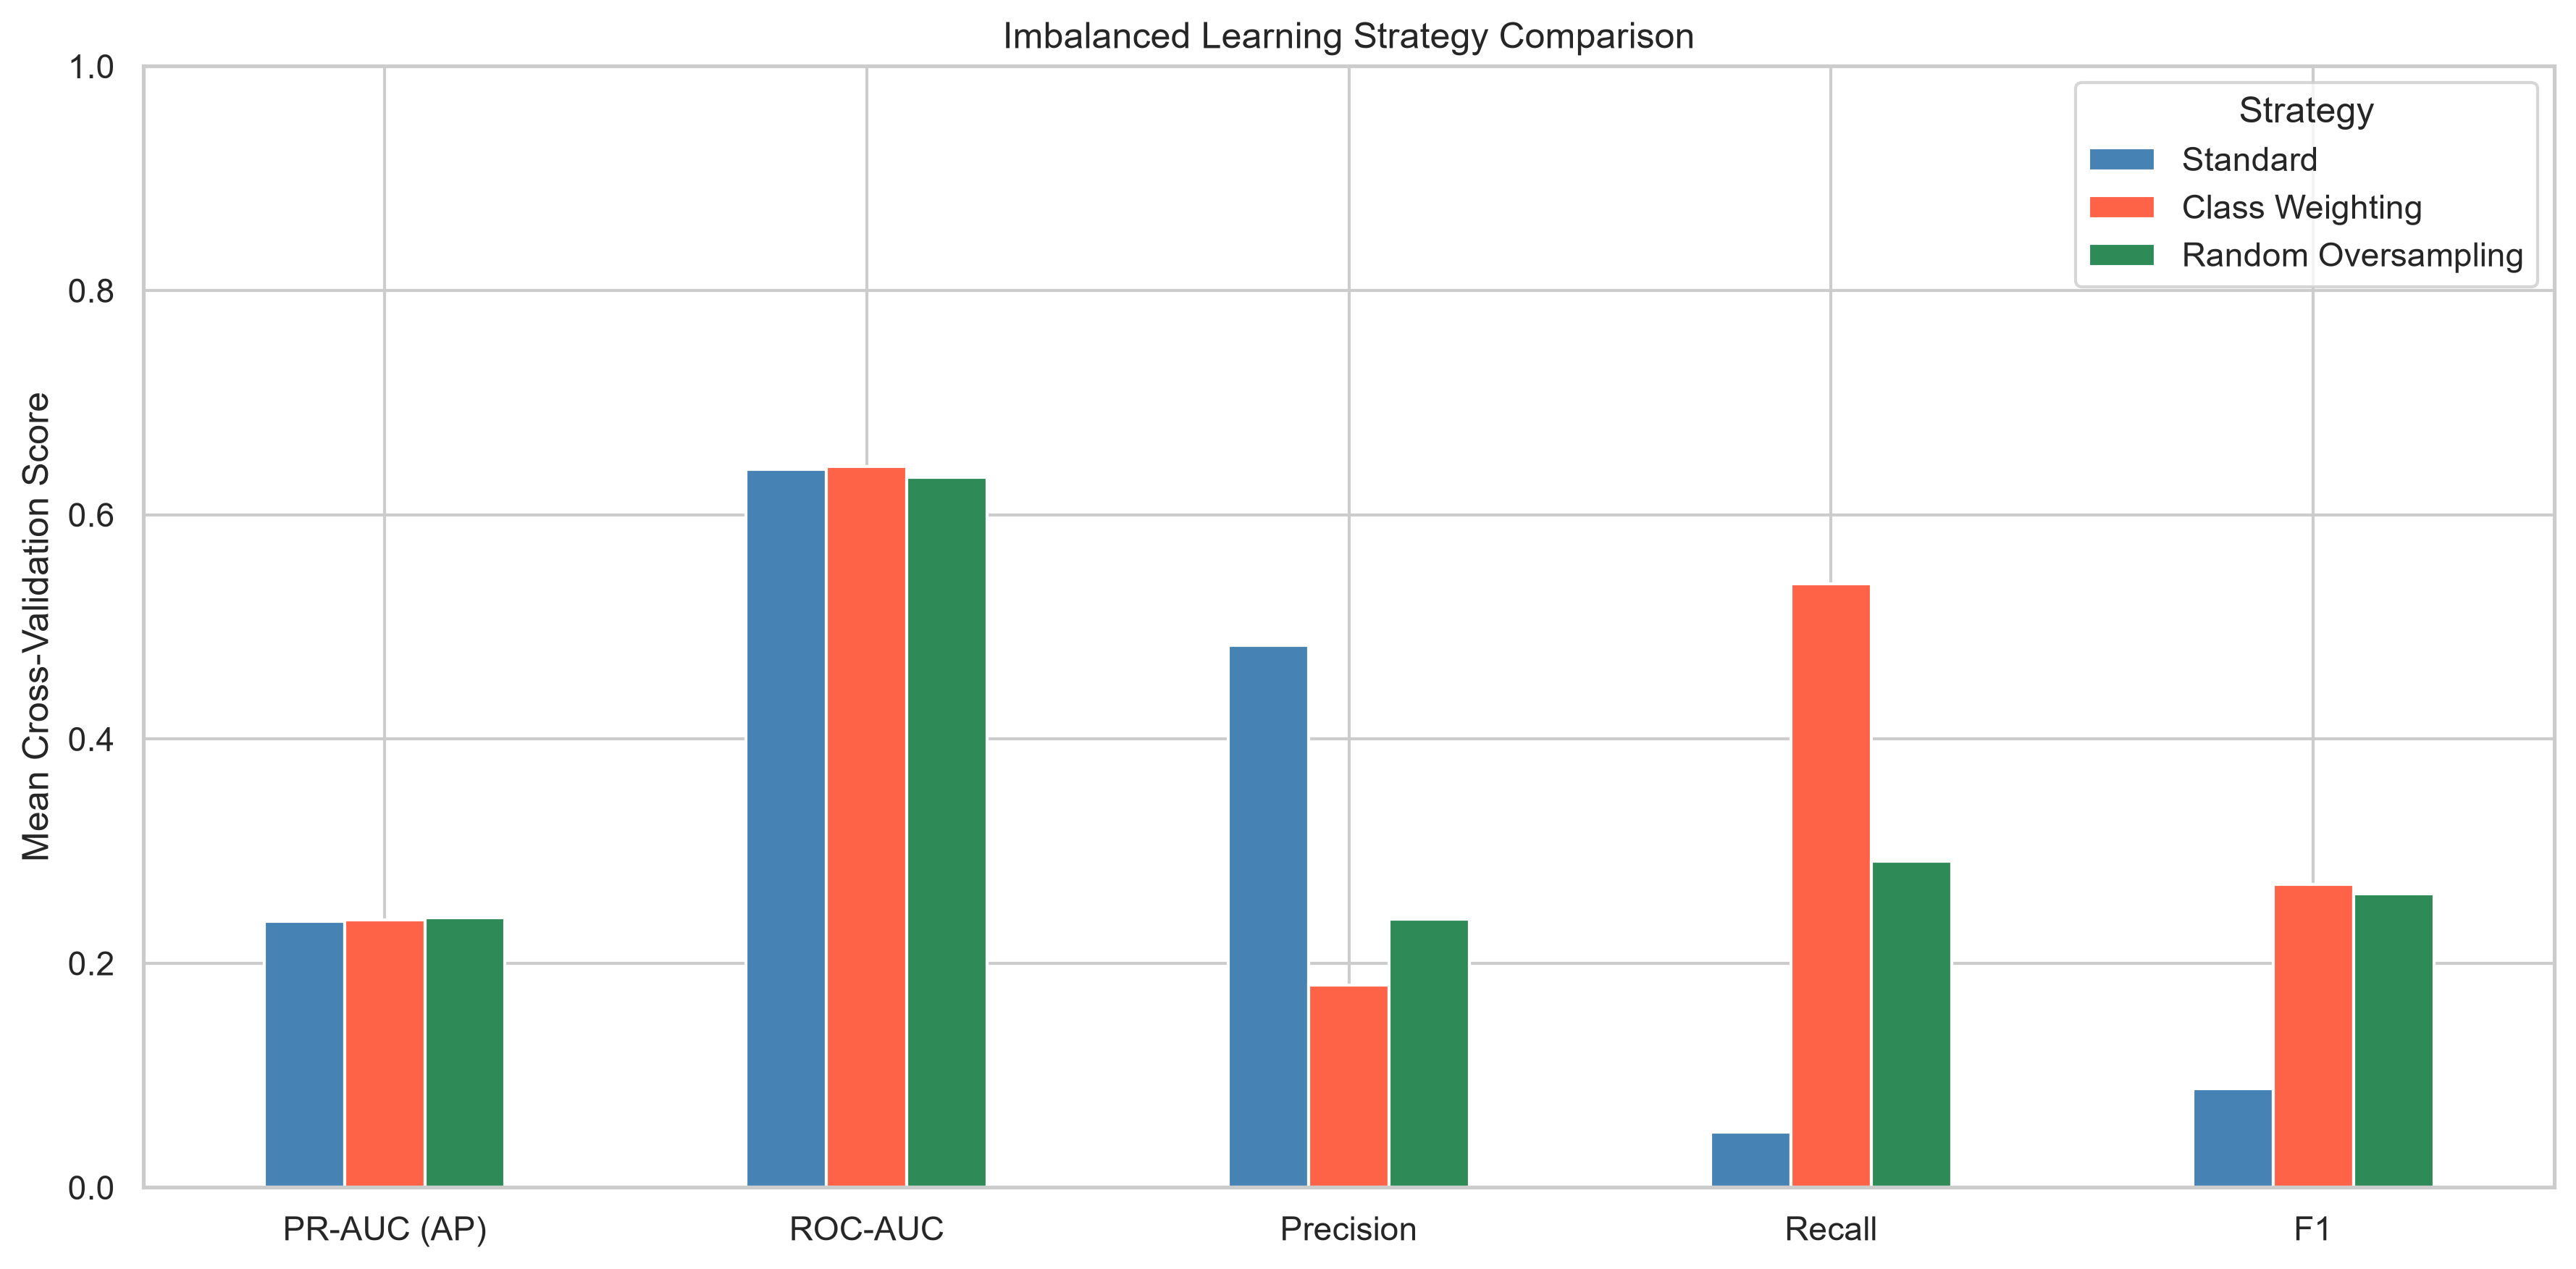 Imbalanced Learning Strategy Comparison
Mean Cross-Validation Score
1.0
0.8
0.6
0.4
0.2
0.0
Strategy
Standard
Class Weighting
Random Oversampling
PR-AUC (AP)
ROC-AUC
Precision
Recall
F1